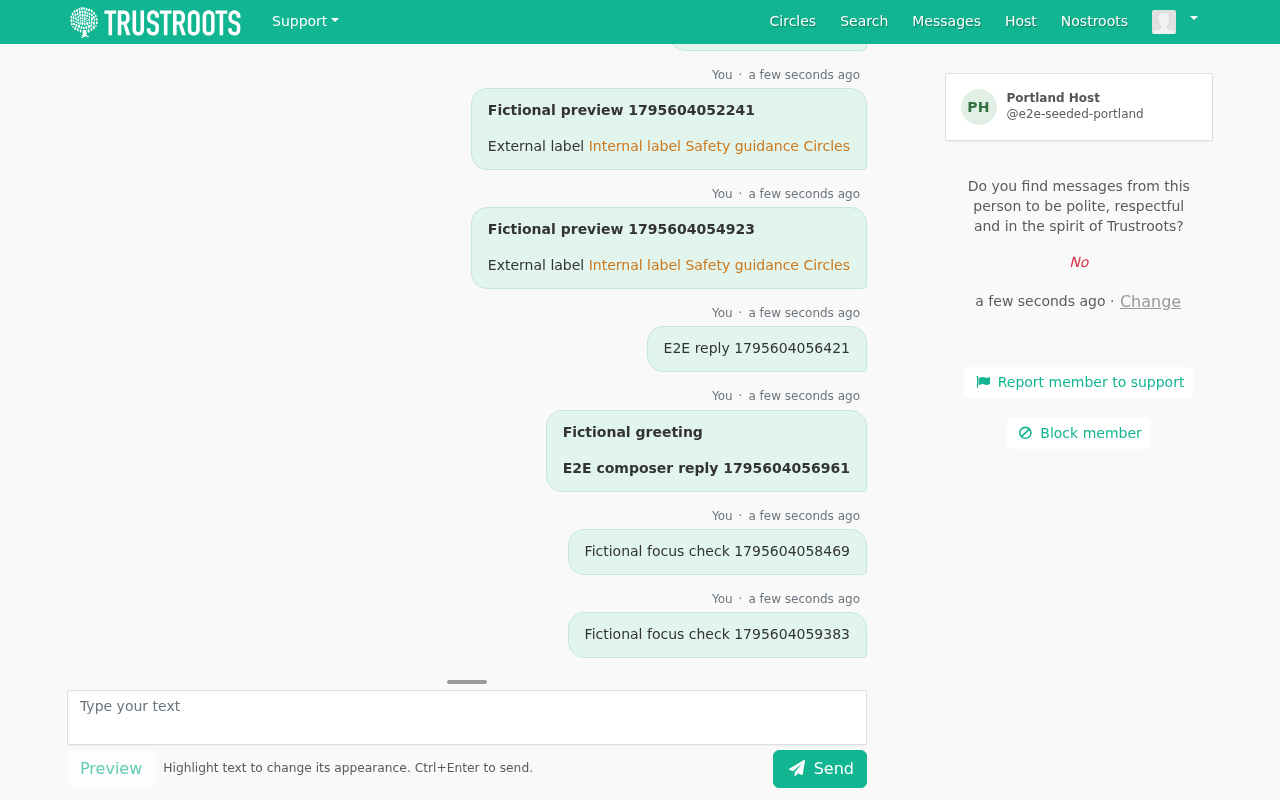 TRUSTROOTS Support Circles Search Messages Host Nostroots
You · a few seconds ago
Fictional preview 1795604052241
External label Internal label Safety guidance Circles
You · a few seconds ago
Fictional preview 1795604054923
External label Internal label Safety guidance Circles
You · a few seconds ago
E2E reply 1795604056421
You · a few seconds ago
Fictional greeting
E2E composer reply 1795604056961
You · a few seconds ago
Fictional focus check 1795604058469
You · a few seconds ago
Fictional focus check 1795604059383
Type your text
Preview Highlight text to change its appearance. Ctrl+Enter to send. Send
PH Portland Host
@e2e-seeded-portland
Do you find messages from this
person to be polite, respectful
and in the spirit of Trustroots?
No
a few seconds ago · Change
Report member to support
Block member